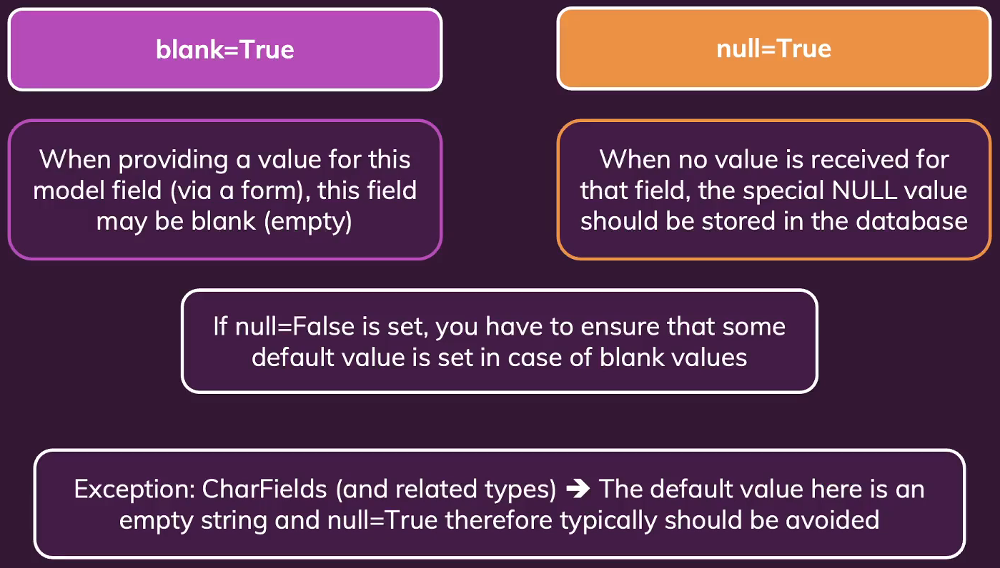 blank=True
null=True
When providing a value for this
model field (via a form), this field
may be blank (empty)
When no value is received for
that field, the special NULL value
should be stored in the database
If null=False is set, you have to ensure that some
default value is set in case of blank values
Exception: CharFields (and related types) ➔ The default value here is an
empty string and null=True therefore typically should be avoided